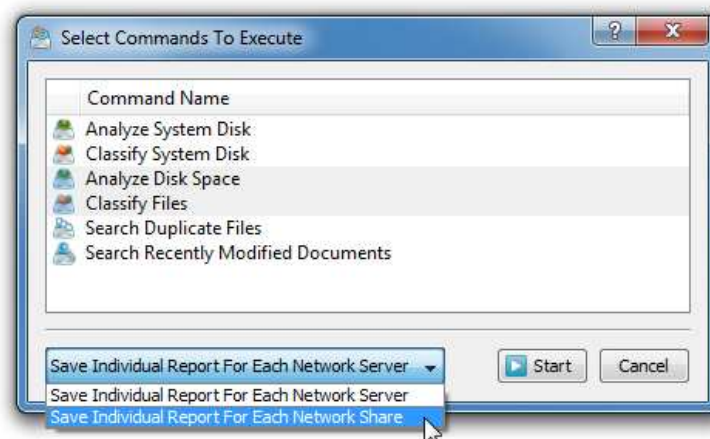 Select Commands To Execute
?
Command Name
Analyze System Disk
Classify System Disk
Analyze Disk Space
Classify Files
Search Duplicate Files
Search Recently Modified Documents
Save Individual Report For Each Network Server
Start
Cancel
Save Individual Report For Each Network Server
Save Individual Report For Each Network Share